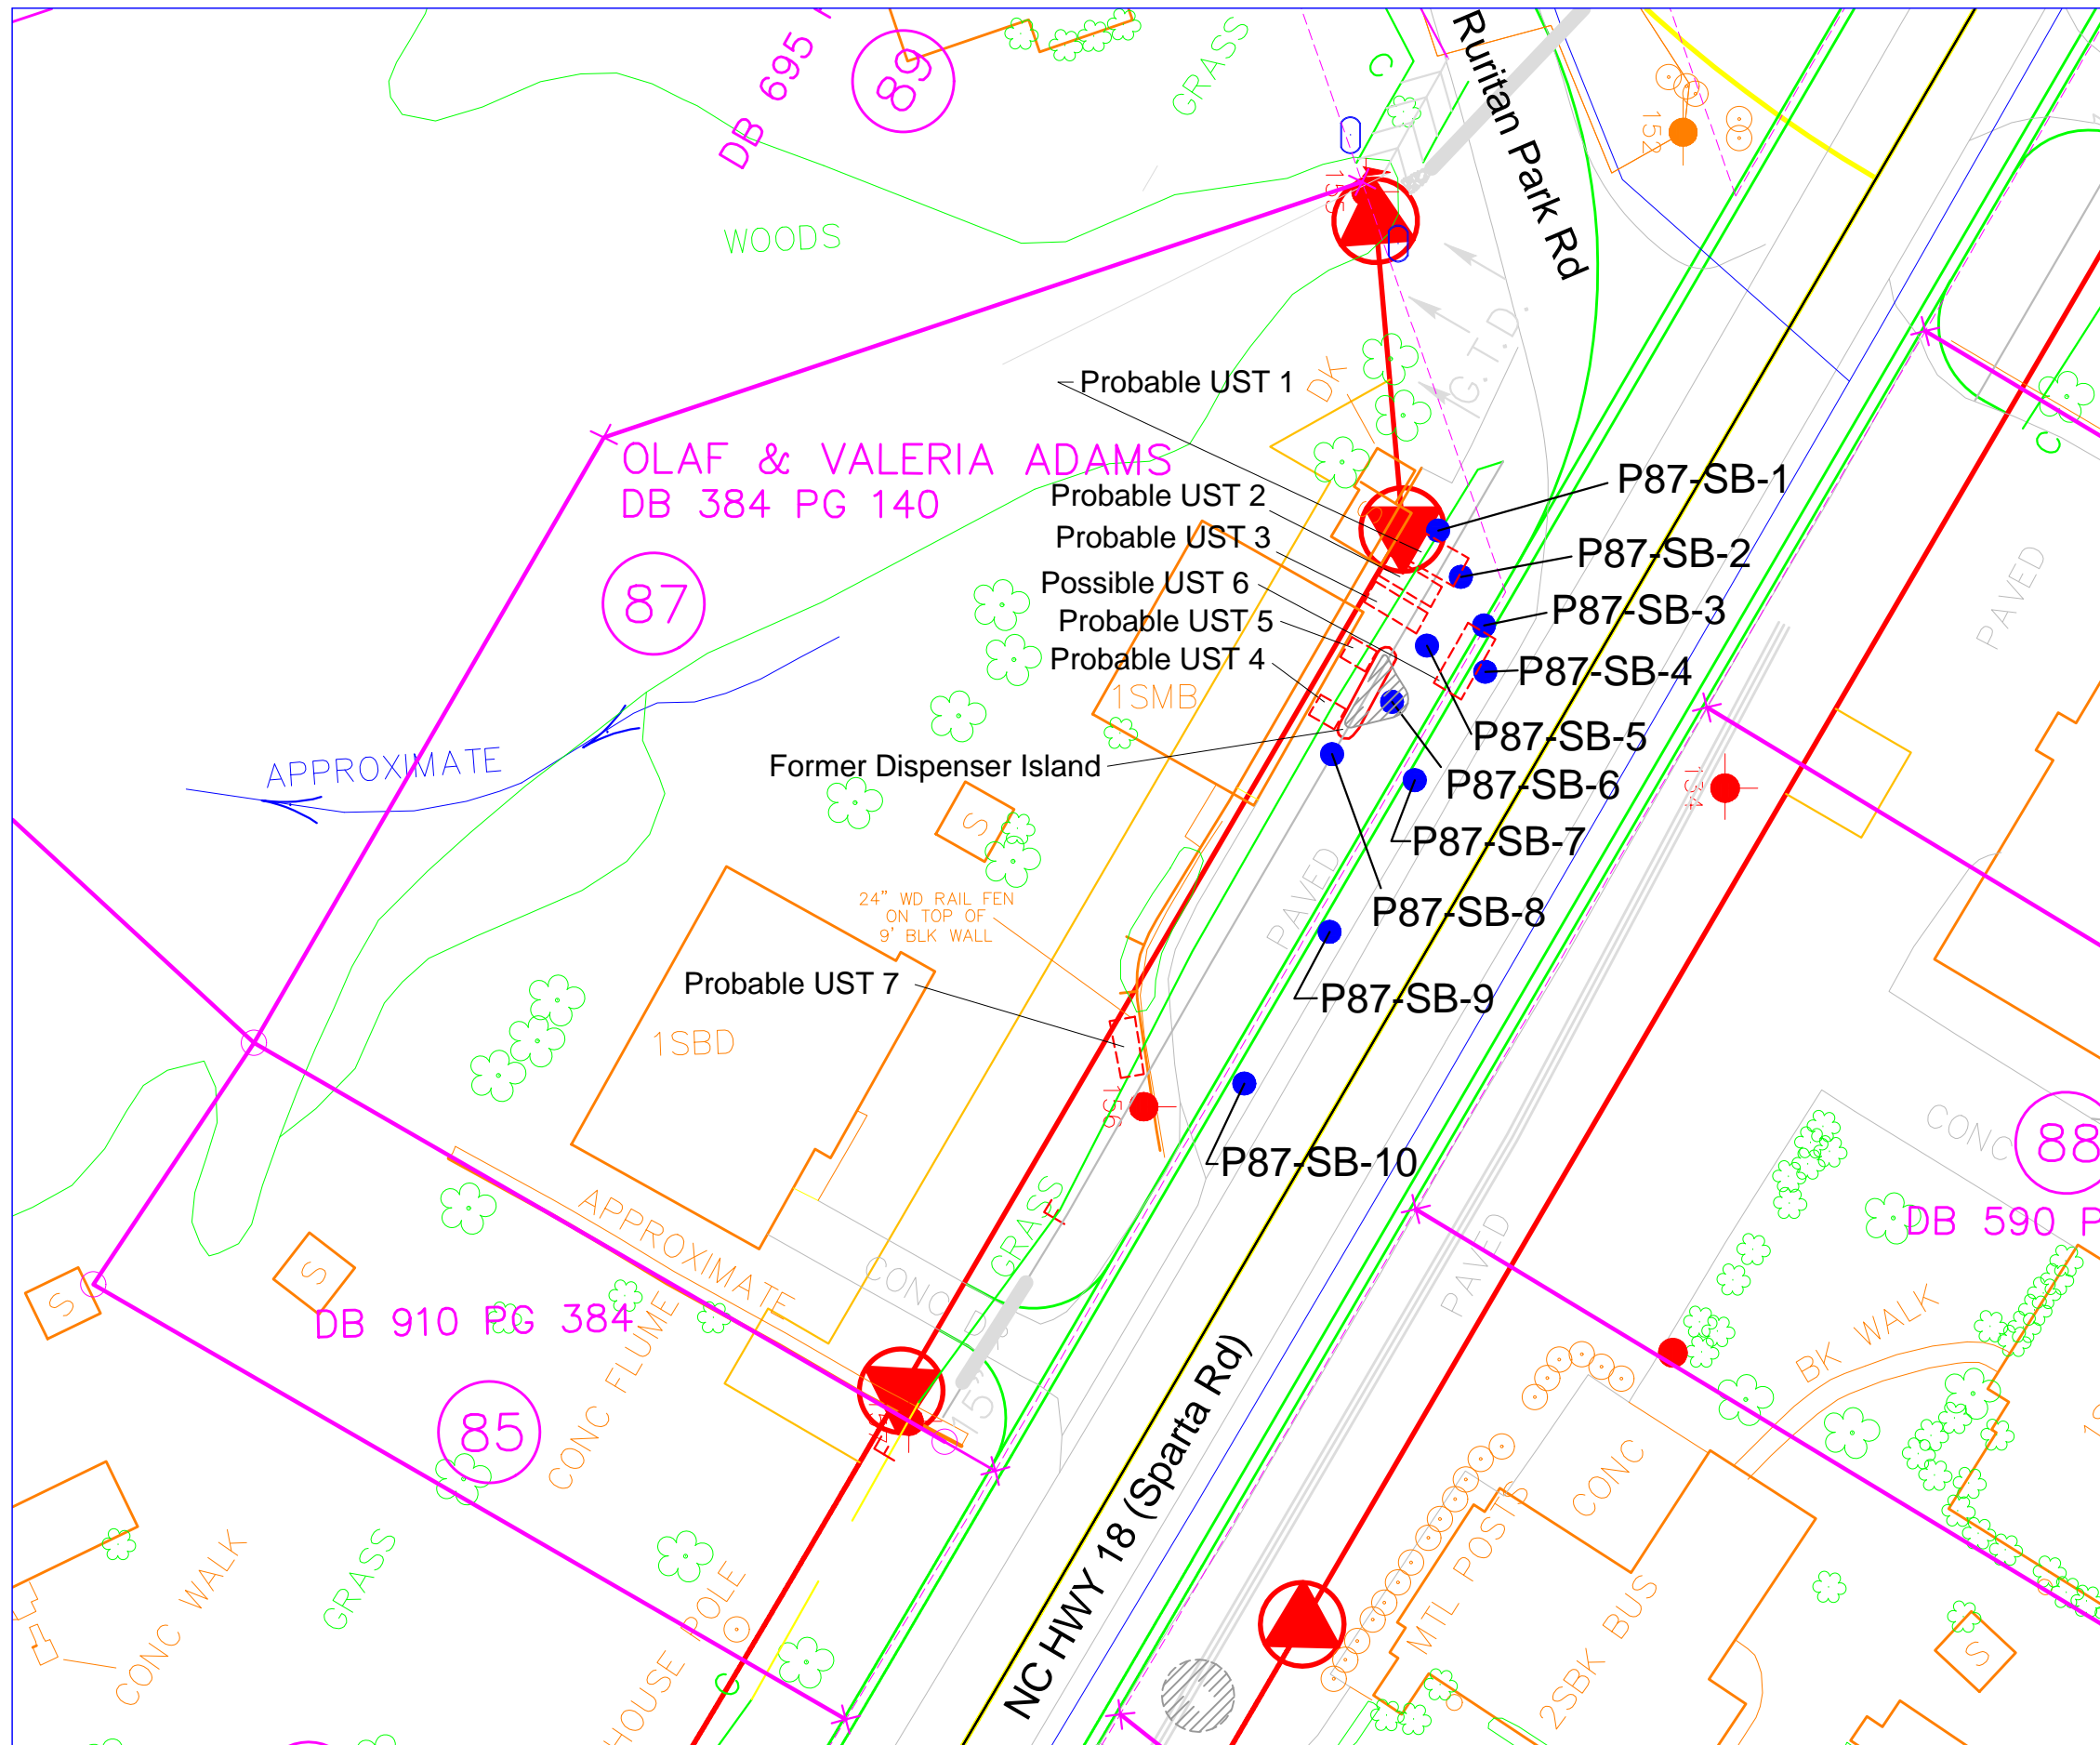 DB 695
89
GRASS
C
Ruritan Park Rd
152
WOODS
155
G.T.D.
DK
Probable UST 1
OLAF & VALERIA ADAMS
DB 384 PG 140
Probable UST 2
Probable UST 3
Possible UST 6
Probable UST 5
Probable UST 4
P87-SB-1
P87-SB-2
P87-SB-3
P87-SB-4
P87-SB-5
P87-SB-6
P87-SB-7
P87-SB-8
P87-SB-9
P87-SB-10
C
PAVED
87
1SMB
APPROXIMATE
Former Dispenser Island
154
S
24" WD RAIL FEN
ON TOP OF
9' BLK WALL
PAVED
Probable UST 7
1SBD
156
CONC
88
DB 590 P
GRASS
F
APPROXIMATE
CONC D
PAVED
S
S
DB 910 PG 384
CONC FLUME
BK WALK
15"
85
F
NC HWY 18 (Sparta Rd)
CONC
MTL POSTS
CONC WALK
GRASS
HOUSE POLE
C
2SBK BUS
S